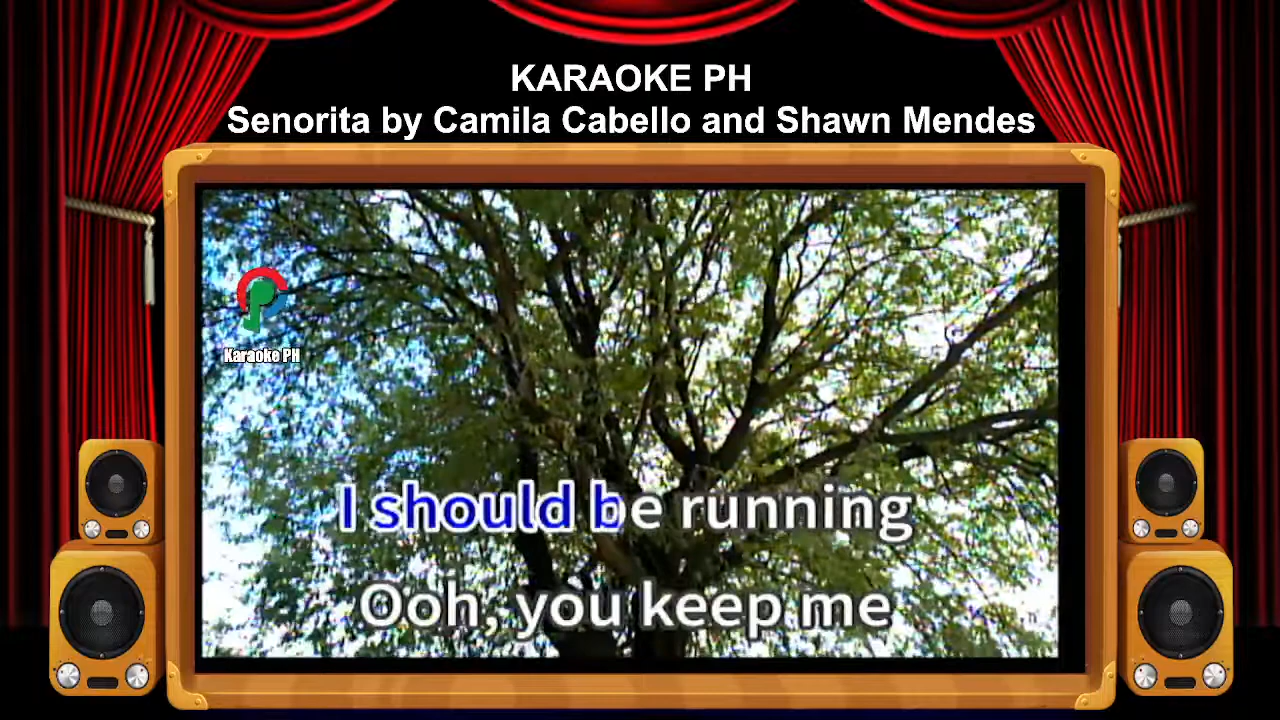 KARAOKE PH
Senorita by Camila Cabello and Shawn Mendes
Karaoke PH
I should be running
Ooh, you keep me